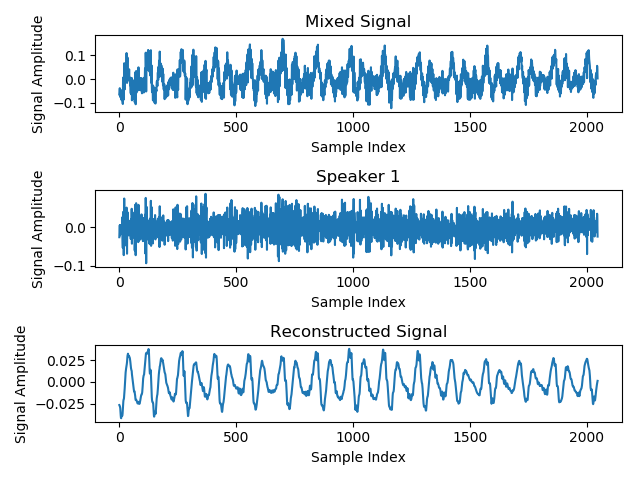 Mixed Signal
Signal Amplitude
0.1
0.0
−0.1
0 500 1000 1500 2000
Sample Index
Speaker 1
Signal Amplitude
0.0
−0.1
0 500 1000 1500 2000
Sample Index
Reconstructed Signal
Signal Amplitude
0.025
0.000
−0.025
0 500 1000 1500 2000
Sample Index